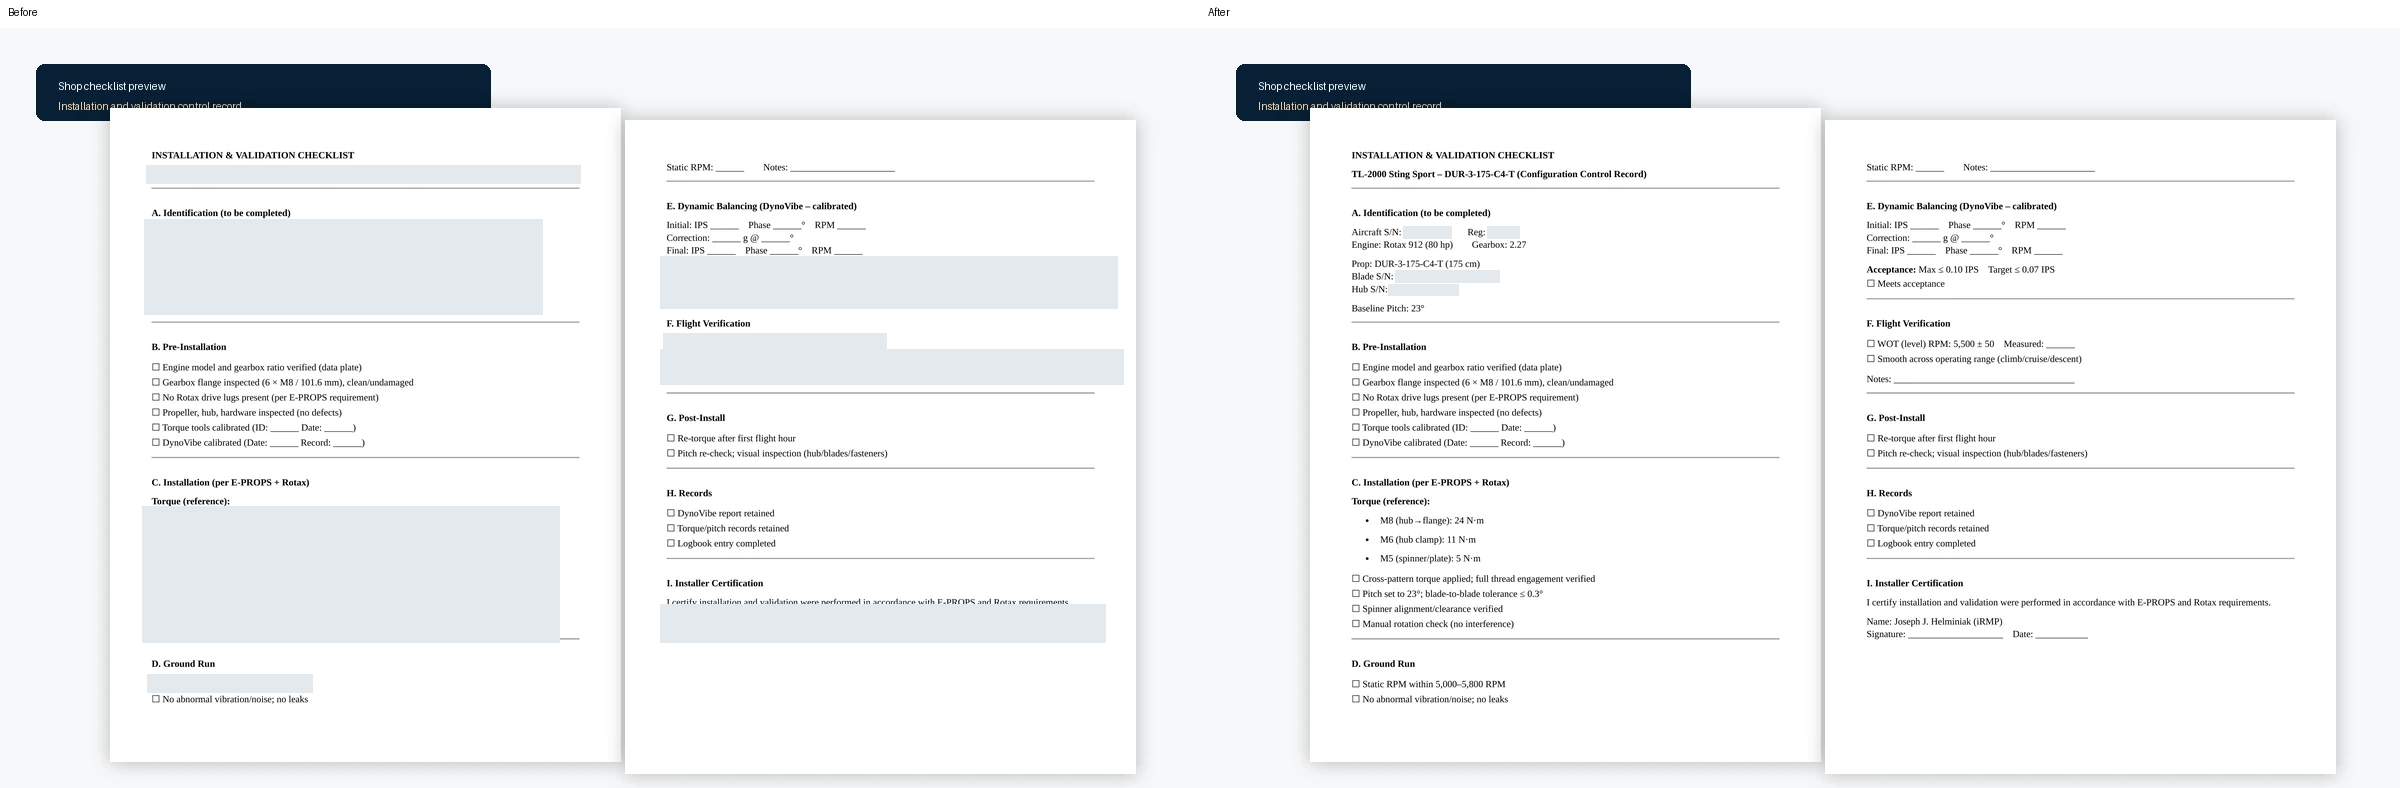 Before
After
Shop checklist preview
Installation and validation control record
INSTALLATION & VALIDATION CHECKLIST
A. Identification (to be completed)
B. Pre-Installation
☐ Engine model and gearbox ratio verified (data plate)
☐ Gearbox flange inspected (6 × M8 / 101.6 mm), clean/undamaged
☐ No Rotax drive lugs present (per E-PROPS requirement)
☐ Propeller, hub, hardware inspected (no defects)
☐ Torque tools calibrated (ID: ______ Date: ______)
☐ DynoVibe calibrated (Date: ______ Record: ______)
C. Installation (per E-PROPS + Rotax)
Torque (reference):
D. Ground Run
☐ No abnormal vibration/noise; no leaks
Static RPM: ______ Notes: ______________________
E. Dynamic Balancing (DynoVibe – calibrated)
Initial: IPS ______ Phase ______° RPM ______
Correction: ______ g @ ______°
Final: IPS ______ Phase ______° RPM ______
F. Flight Verification
G. Post-Install
☐ Re-torque after first flight hour
☐ Pitch re-check; visual inspection (hub/blades/fasteners)
H. Records
☐ DynoVibe report retained
☐ Torque/pitch records retained
☐ Logbook entry completed
I. Installer Certification
I certify installation and validation were performed in accordance with E-PROPS and Rotax requirements.
Shop checklist preview
Installation and validation control record
INSTALLATION & VALIDATION CHECKLIST
TL-2000 Sting Sport – DUR-3-175-C4-T (Configuration Control Record)
A. Identification (to be completed)
Aircraft S/N: Reg:
Engine: Rotax 912 (80 hp) Gearbox: 2.27
Prop: DUR-3-175-C4-T (175 cm)
Blade S/N:
Hub S/N:
Baseline Pitch: 23°
B. Pre-Installation
☐ Engine model and gearbox ratio verified (data plate)
☐ Gearbox flange inspected (6 × M8 / 101.6 mm), clean/undamaged
☐ No Rotax drive lugs present (per E-PROPS requirement)
☐ Propeller, hub, hardware inspected (no defects)
☐ Torque tools calibrated (ID: ______ Date: ______)
☐ DynoVibe calibrated (Date: ______ Record: ______)
C. Installation (per E-PROPS + Rotax)
Torque (reference):
• M8 (hub→flange): 24 N·m
• M6 (hub clamp): 11 N·m
• M5 (spinner/plate): 5 N·m
☐ Cross-pattern torque applied; full thread engagement verified
☐ Pitch set to 23°; blade-to-blade tolerance ≤ 0.3°
☐ Spinner alignment/clearance verified
☐ Manual rotation check (no interference)
D. Ground Run
☐ Static RPM within 5,000–5,800 RPM
☐ No abnormal vibration/noise; no leaks
Static RPM: ______ Notes: ______________________
E. Dynamic Balancing (DynoVibe – calibrated)
Initial: IPS ______ Phase ______° RPM ______
Correction: ______ g @ ______°
Final: IPS ______ Phase ______° RPM ______
Acceptance: Max ≤ 0.10 IPS Target ≤ 0.07 IPS
☐ Meets acceptance
F. Flight Verification
☐ WOT (level) RPM: 5,500 ± 50 Measured: ______
☐ Smooth across operating range (climb/cruise/descent)
Notes: ______________________________________
G. Post-Install
☐ Re-torque after first flight hour
☐ Pitch re-check; visual inspection (hub/blades/fasteners)
H. Records
☐ DynoVibe report retained
☐ Torque/pitch records retained
☐ Logbook entry completed
I. Installer Certification
I certify installation and validation were performed in accordance with E-PROPS and Rotax requirements.
Name: Joseph J. Helminiak (iRMP)
Signature: ____________________ Date: ___________